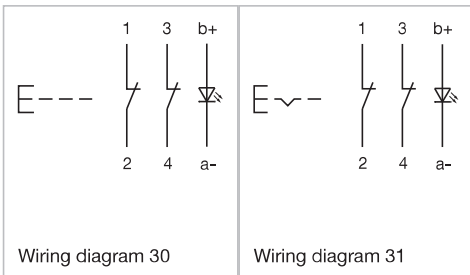 1 3 b+
2 4 a-
Wiring diagram 30
1 3 b+
2 4 a-
Wiring diagram 31